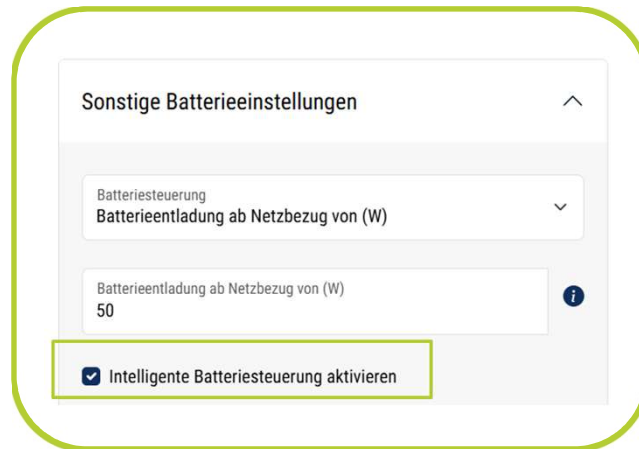 Sonstige Batterieeinstellungen
Batteriesteuerung
Batterieentladung ab Netzbezug von (W)
Batterieentladung ab Netzbezug von (W)
50
i
Intelligente Batteriesteuerung aktivieren